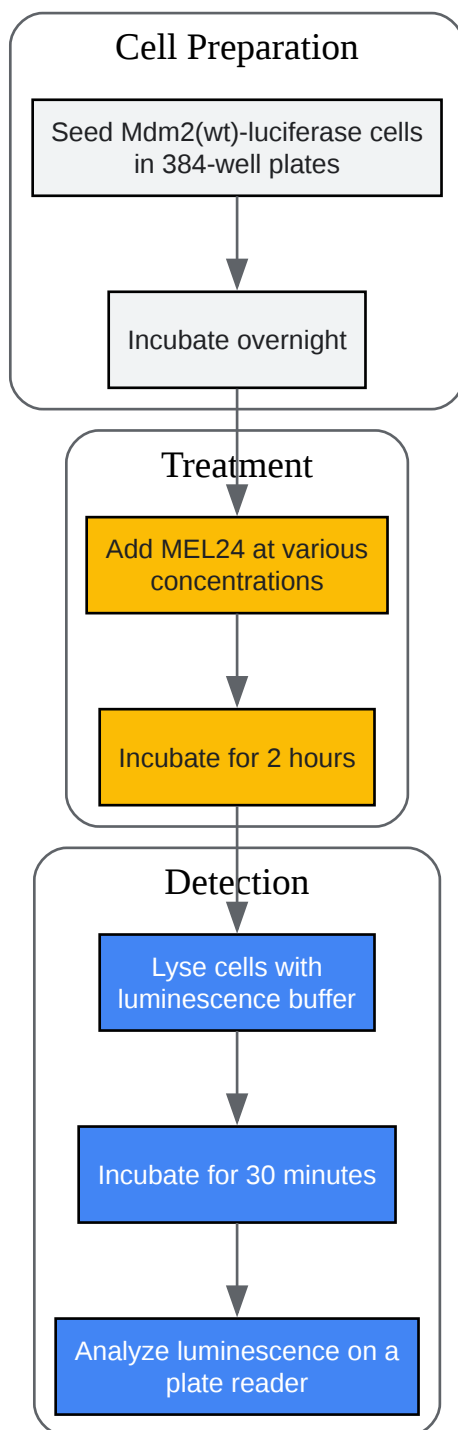 Cell Preparation
Seed Mdm2(wt)-luciferase cells
in 384-well plates
Incubate overnight
Treatment
Add MEL24 at various
concentrations
Incubate for 2 hours
Detection
Lyse cells with
luminescence buffer
Incubate for 30 minutes
Analyze luminescence on a
plate reader